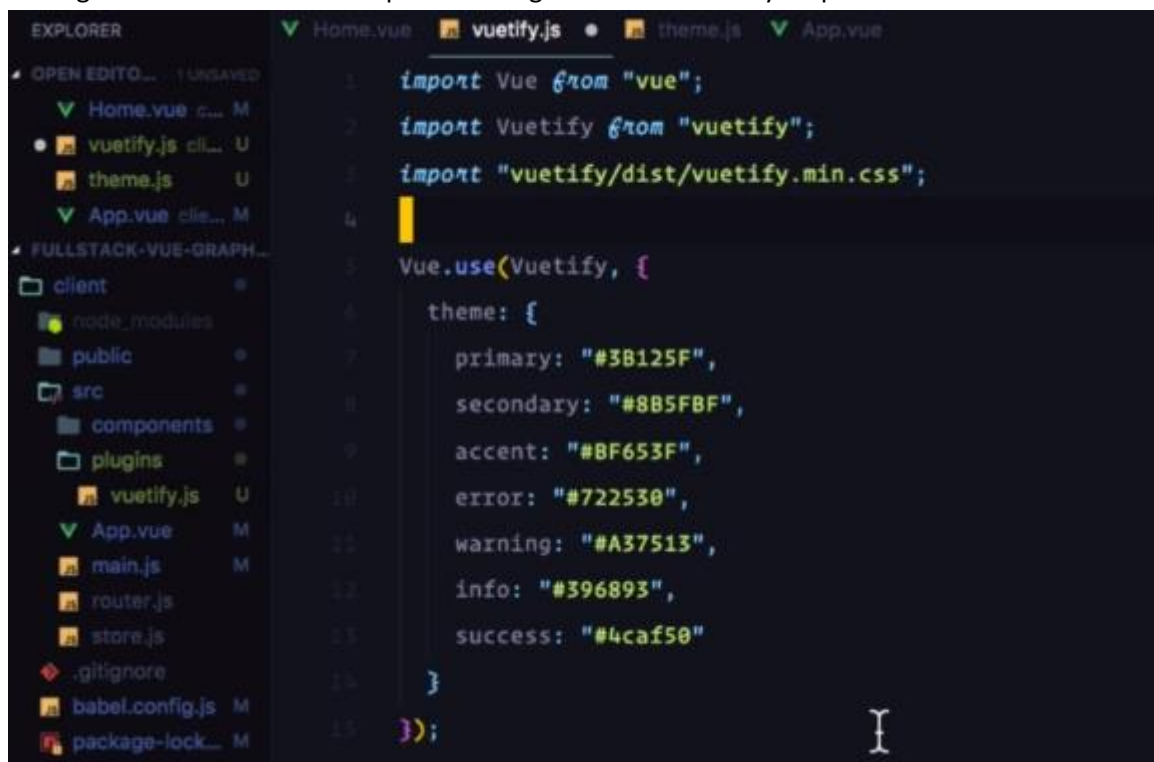 EXPLORER
Home.vue vuetify.js theme.js App.vue
OPEN EDITO... 1 UNSAVED
Home.vue c... M
vuetify.js cli... U
theme.js U
App.vue clie... M
FULLSTACK-VUE-GRAPH...
client
node_modules
public
src
components
plugins
vuetify.js U
App.vue M
main.js M
router.js
store.js
.gitignore
babel.config.js M
package-lock... M
1 import Vue from "vue";
2 import Vuetify from "vuetify";
3 import "vuetify/dist/vuetify.min.css";
4
5 Vue.use(Vuetify, {
6 theme: {
7 primary: "#3B125F",
8 secondary: "#8B5FBF",
9 accent: "#BF653F",
10 error: "#722530",
11 warning: "#A37513",
12 info: "#396893",
13 success: "#4caf50"
14 }
15 });